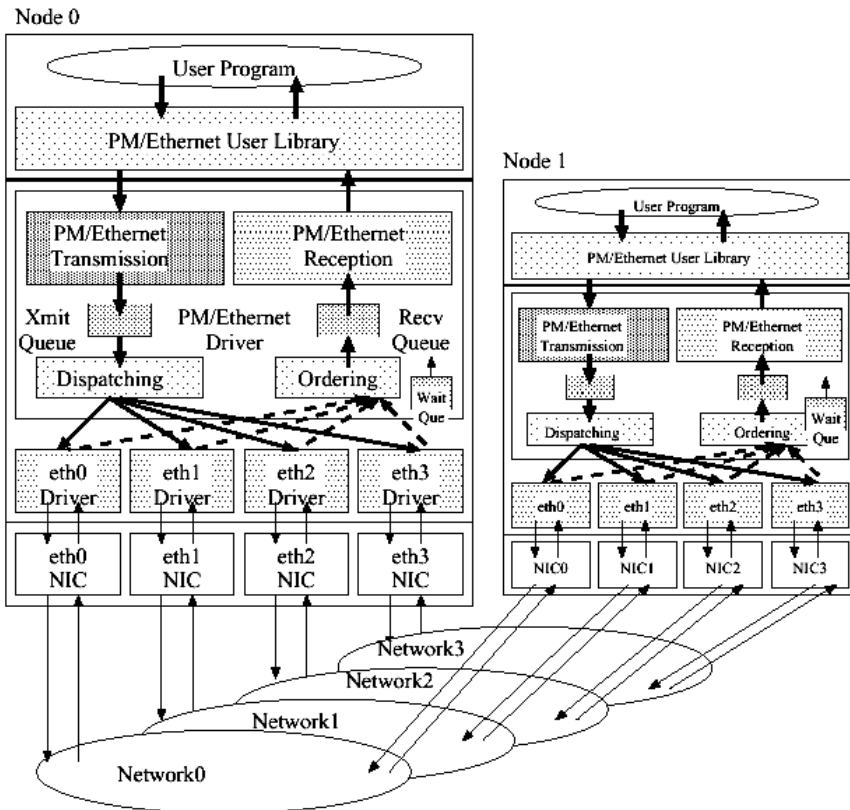 Node 0
User Program
PM/Ethernet User Library
PM/Ethernet
Transmission
PM/Ethernet
Reception
Xmit
Queue
PM/Ethernet
Driver
Recv
Queue
Dispatching
Ordering
Wait
Que
eth0
Driver
eth1
Driver
eth2
Driver
eth3
Driver
eth0
NIC
eth1
NIC
eth2
NIC
eth3
NIC
Node 1
User Program
PM/Ethernet User Library
PM/Ethernet
Transmission
PM/Ethernet
Reception
Wait
Que
Dispatching
Ordering
eth0
eth1
eth2
eth3
NIC0
NIC1
NIC2
NIC3
Network3
Network2
Network1
Network0